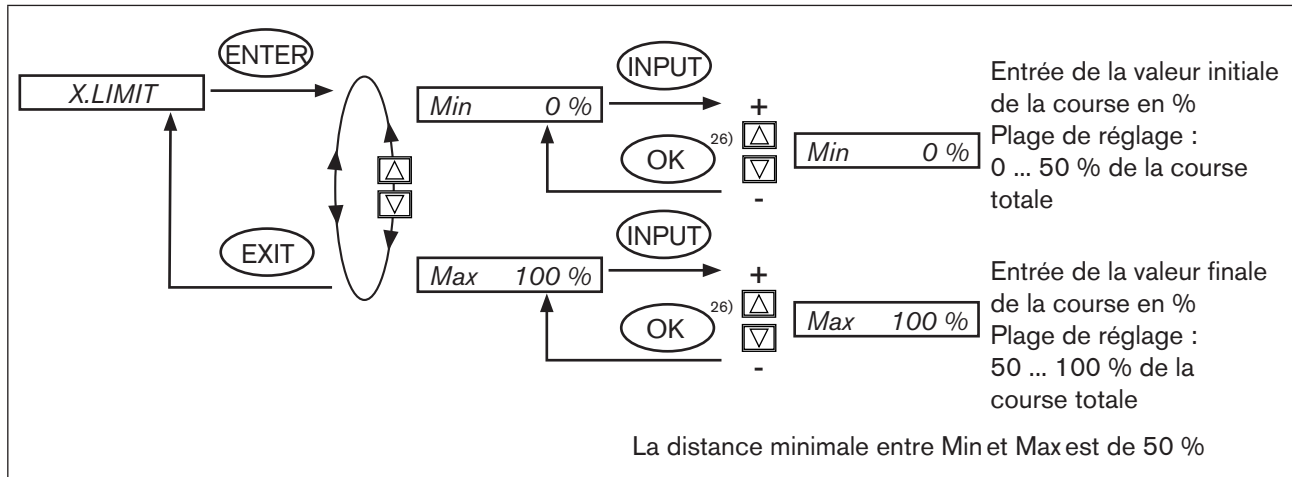 ENTER
X.LIMIT
EXIT
Min 0 %
INPUT
OK 26)
+
-
Min 0 %
Entrée de la valeur initiale
de la course en %
Plage de réglage :
0 ... 50 % de la course
totale
Max 100 %
INPUT
OK 26)
+
-
Max 100 %
Entrée de la valeur finale
de la course en %
Plage de réglage :
50 ... 100 % de la
course totale
La distance minimale entre Min et Max est de 50 %